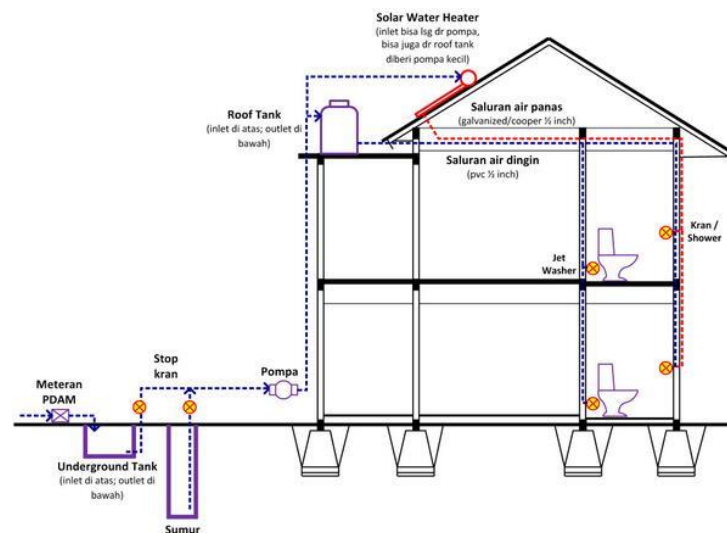 Solar Water Heater
(inlet bisa lsg dr pompa,
bisa juga dr roof tank
diberi pompa kecil)
Roof Tank
(inlet di atas; outlet di
bawah)
Saluran air panas
(galvanized/cooper ½ inch)
Saluran air dingin
(pvc ½ inch)
Kran /
Shower
Jet
Washer
Stop
kran
Pompa
Meteran
PDAM
Underground Tank
(inlet di atas; outlet di
bawah)
Sumur